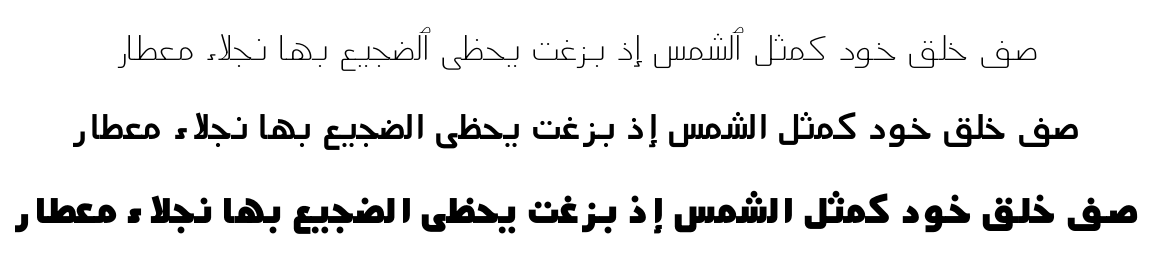 صف خلق خود كمثل ٱلشمس إذ بزغت يحظى ٱلضجيع بها نجلاء معطار
صف خلق خود كمثل الشمس إذ بزغت يحظى الضجيع بها نجلاء معطار
صف خلق خود كمثل الشمس إذ بزغت يحظى الضجيع بها نجلاء معطار